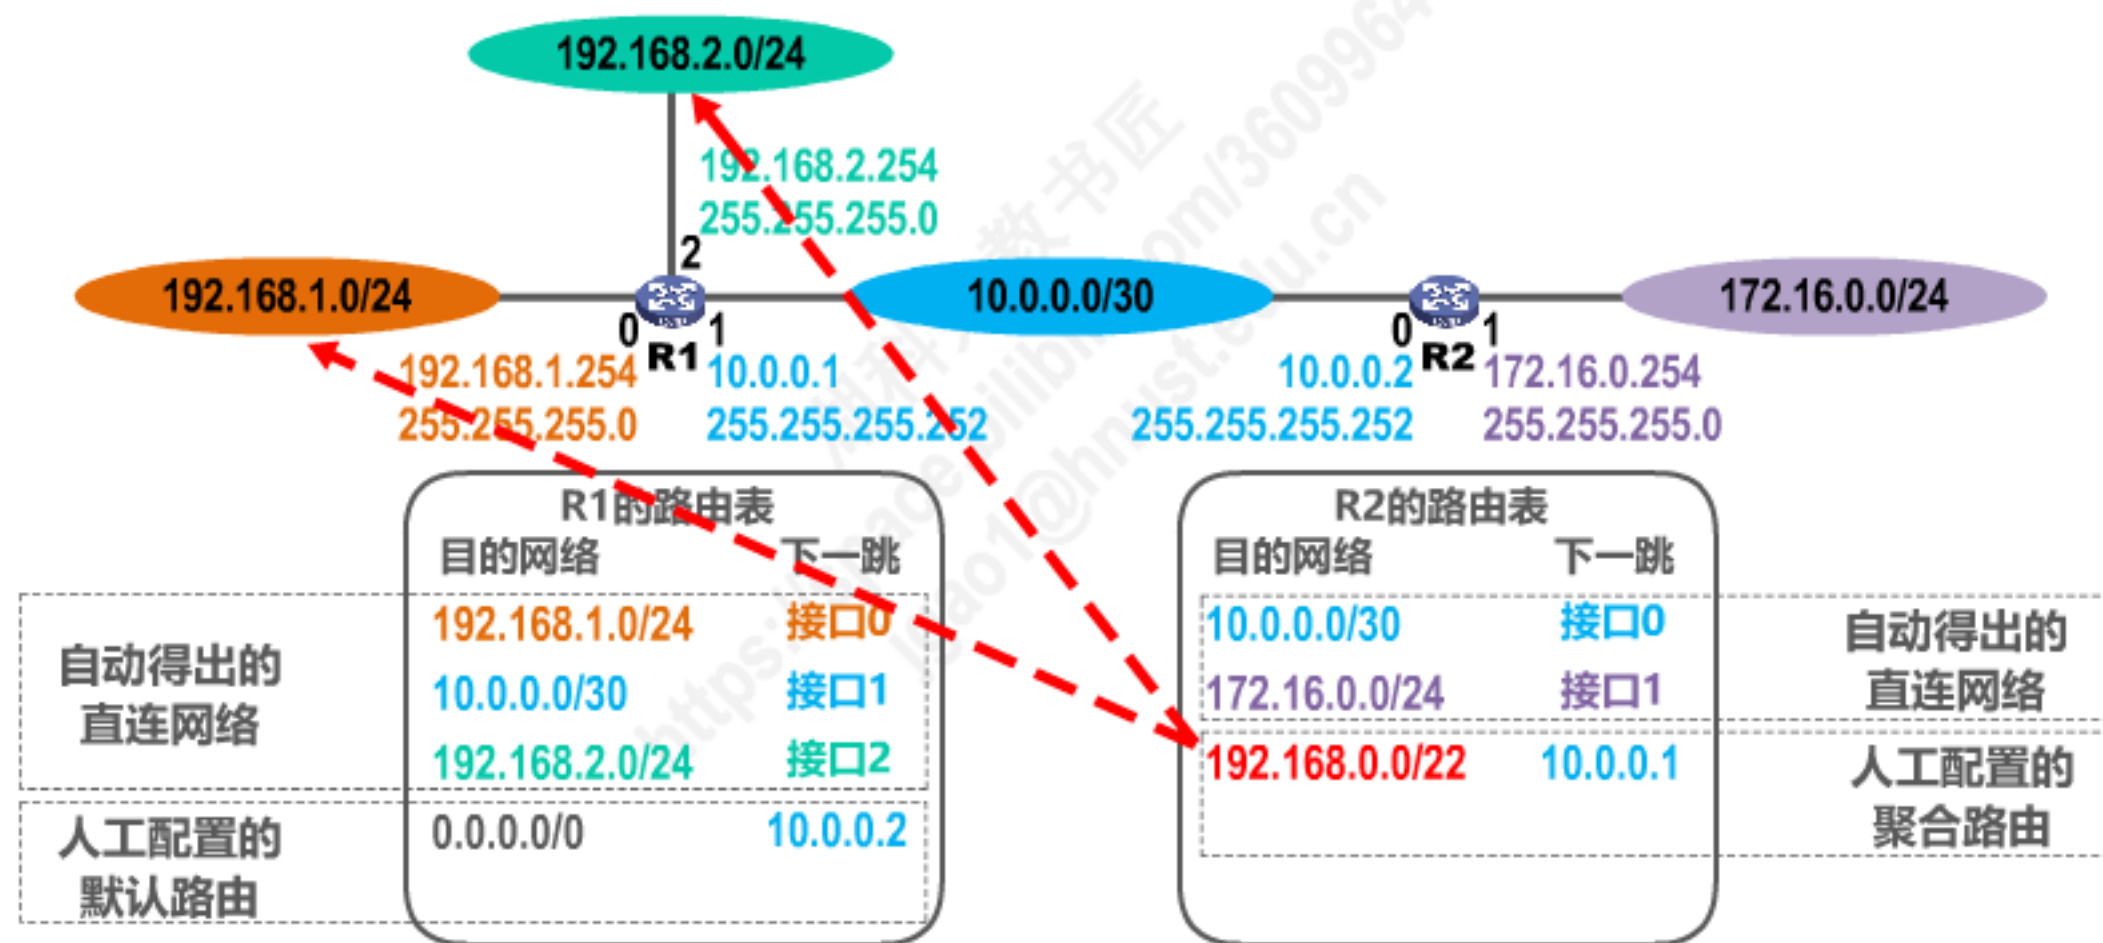 192.168.2.0/24
192.168.2.254
255.255.255.0
2
192.168.1.0/24
10.0.0.0/30
172.16.0.0/24
0
R1
1
0
R2
1
192.168.1.254
255.255.255.0
10.0.0.1
255.255.255.252
10.0.0.2
255.255.255.252
172.16.0.254
255.255.255.0
R1的路由表
目的网络 下一跳
192.168.1.0/24 接口0
10.0.0.0/30 接口1
192.168.2.0/24 接口2
0.0.0.0/0 10.0.0.2
自动得出的
直连网络
人工配置的
默认路由
R2的路由表
目的网络 下一跳
10.0.0.0/30 接口0
172.16.0.0/24 接口1
192.168.0.0/22 10.0.0.1
自动得出的
直连网络
人工配置的
聚合路由
教书匠